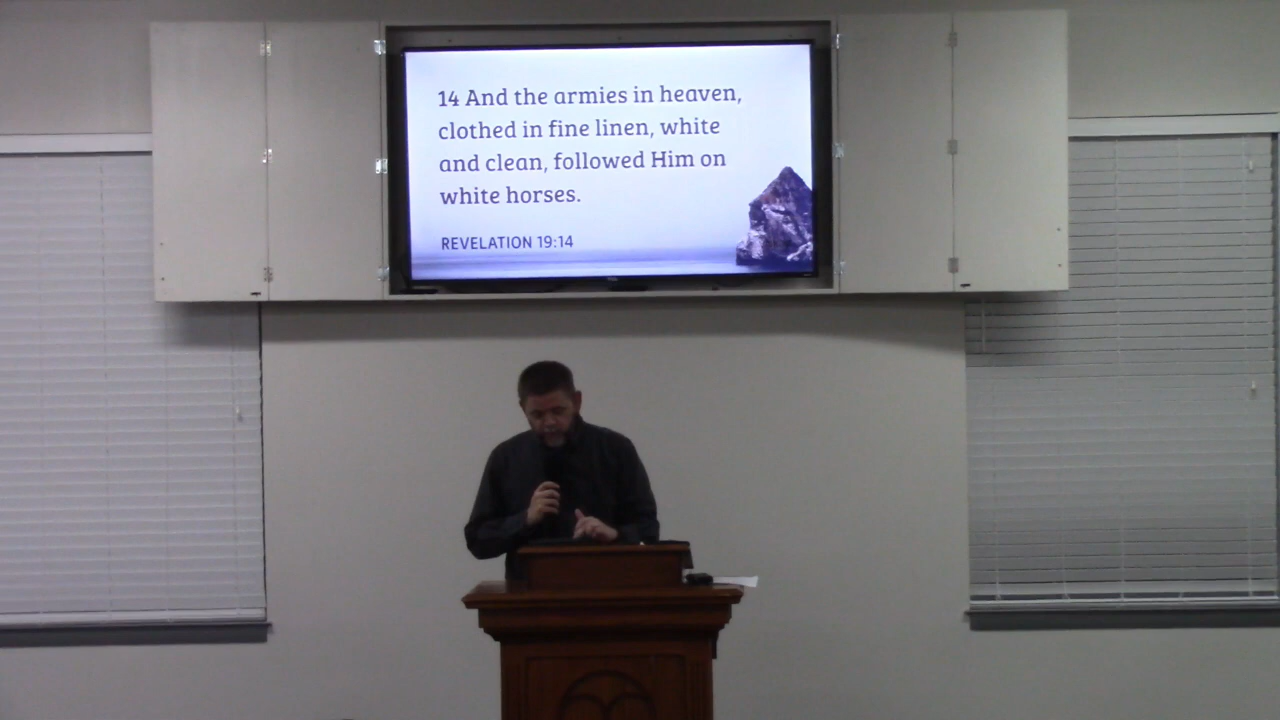 14 And the armies in heaven,
clothed in fine linen, white
and clean, followed Him on
white horses.
REVELATION 19:14